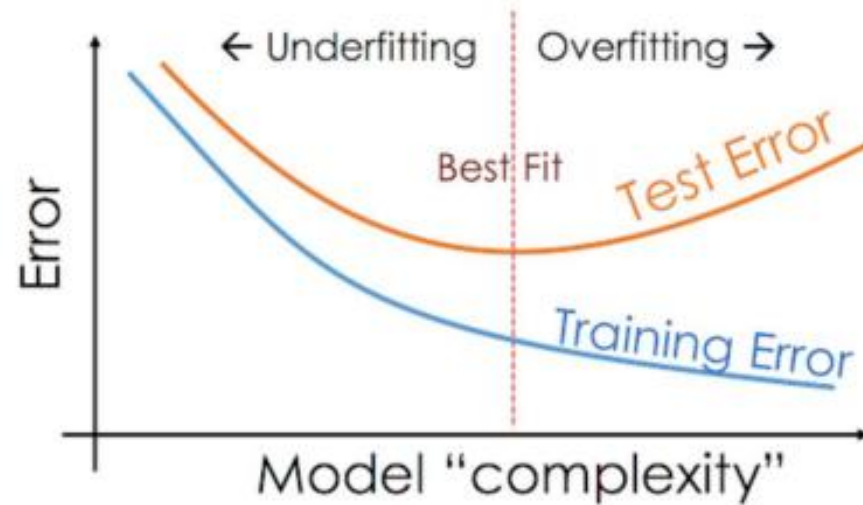 ← Underfitting
Overfitting →
Best Fit
Test Error
Error
Training Error
Model “complexity”